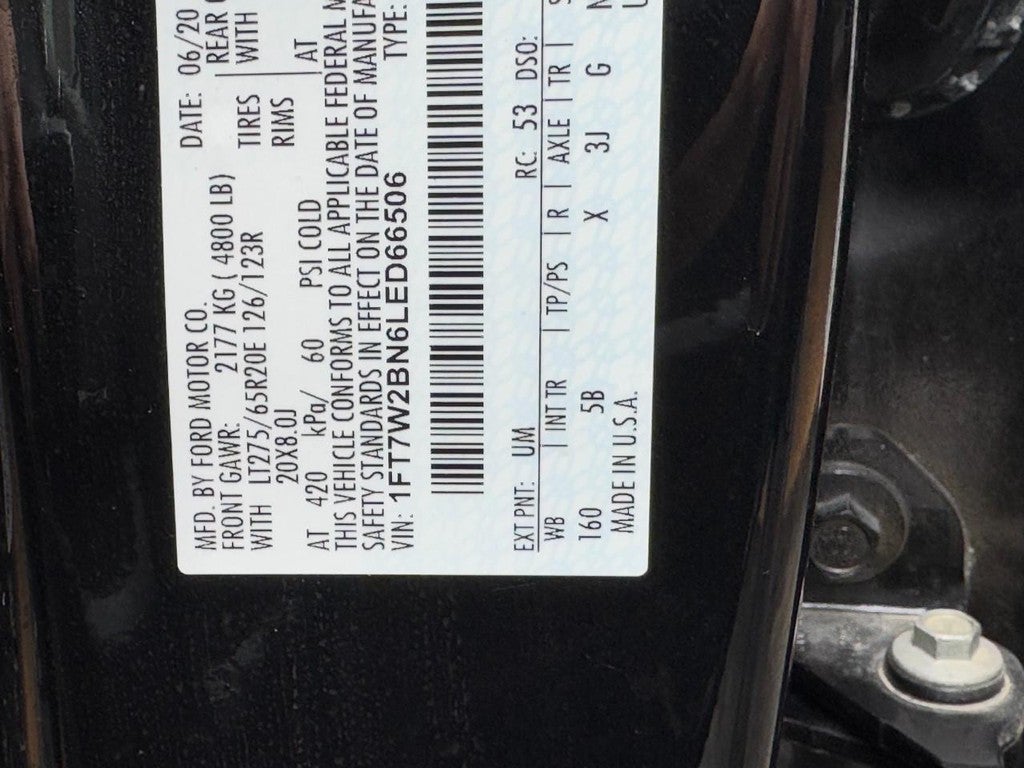 MFD. BY FORD MOTOR CO. DATE: 06/20
FRONT GAWR: 2177 KG ( 4800 LB) REAR
WITH LT275/65R20E 126/123R TIRES WITH
20X8.0J RIMS
AT 420 kPa/ 60 PSI COLD AT
THIS VEHICLE CONFORMS TO ALL APPLICABLE FEDERAL
SAFETY STANDARDS IN EFFECT ON THE DATE OF
VIN: 1FT7W2BN6LED66506 TYPE:
EXT PNT: UM RC: 53 DSO:
WB | INT TR | TP/PS | R | AXLE | TR |
160 5B X 3J G
MADE IN U.S.A.